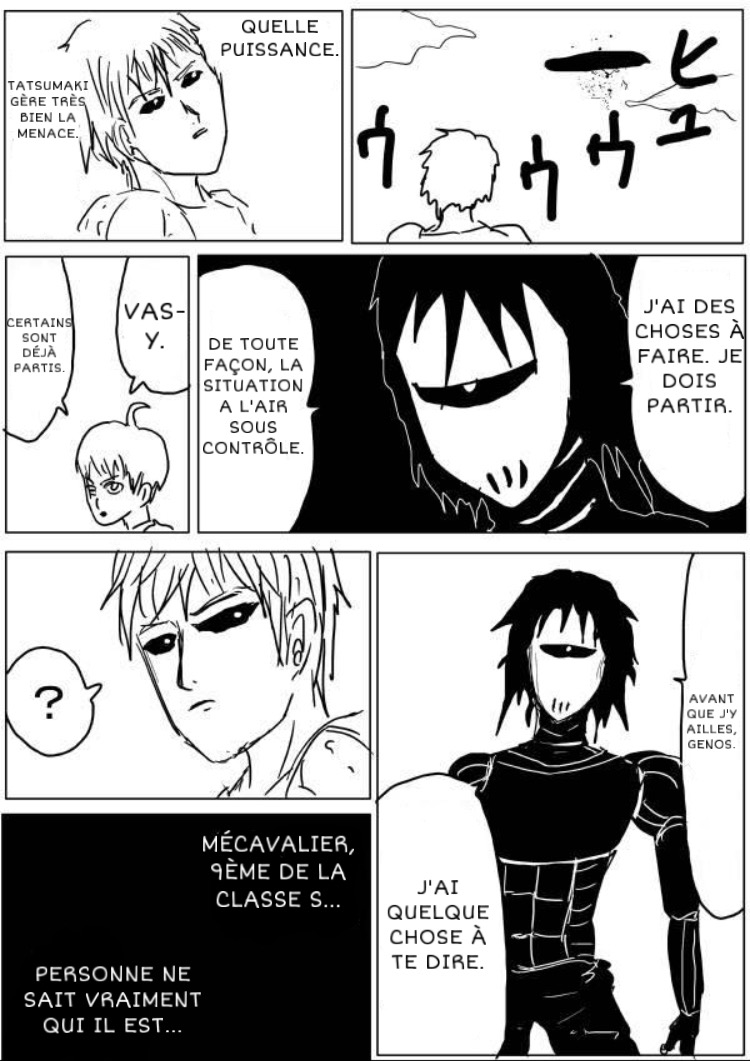 ヒュウウウ
QUELLE
PUISSANCE.
TATSUMAKI
GÈRE TRÈS
BIEN LA
MENACE.
J'AI DES
CHOSES À
FAIRE. JE
DOIS
PARTIR.
DE TOUTE
FAÇON, LA
SITUATION
A L'AIR
SOUS
CONTRÔLE.
VAS-
Y.
CERTAINS
SONT
DÉJÀ
PARTIS.
AVANT
QUE J'Y
AILLES,
GENOS.
J'AI
QUELQUE
CHOSE À
TE DIRE.
?
MÉCAVALIER,
9ÈME DE LA
CLASSE S...
PERSONNE NE
SAIT VRAIMENT
QUI IL EST...